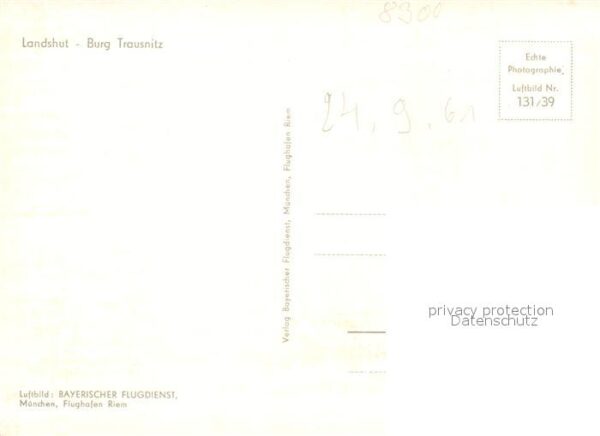 8300
Landshut - Burg Trausnitz
Echte
Photographie
Luftbild Nr.
131/39
24.9.61
Verlag Bayerischer Flugdienst, München, Flughafen Riem
privacy protection
Datenschutz
Luftbild: BAYERISCHER FLUGDIENST,
München, Flughafen Riem